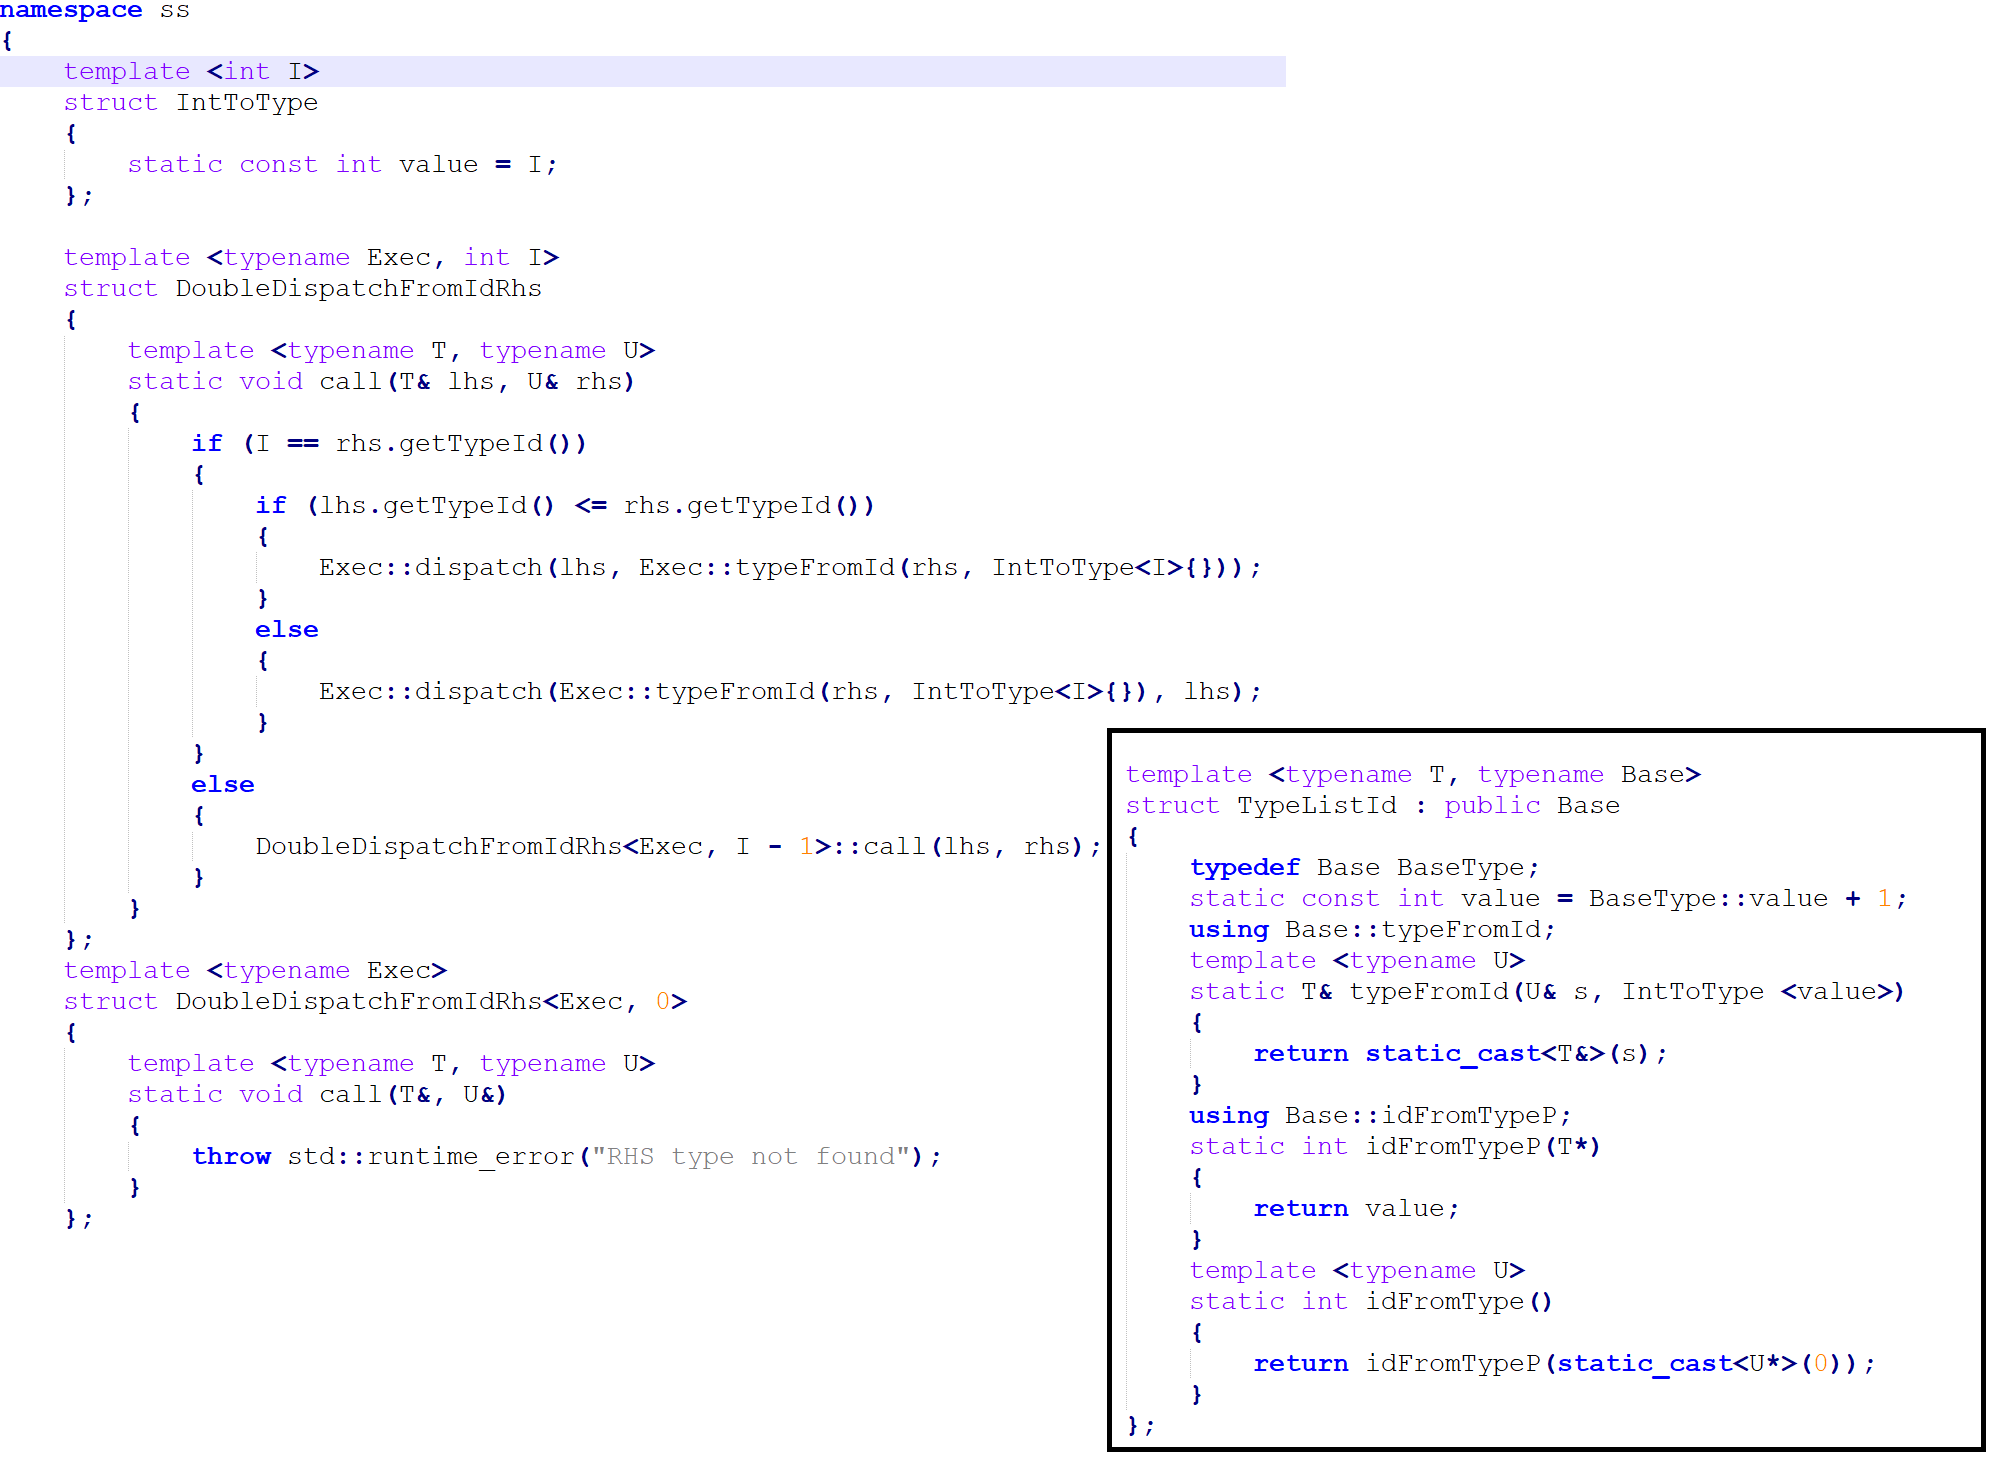 namespace ss
{
    template <int I>
    struct IntToType
    {
        static const int value = I;
    };

    template <typename Exec, int I>
    struct DoubleDispatchFromIdRhs
    {
        template <typename T, typename U>
        static void call(T& lhs, U& rhs)
        {
            if (I == rhs.getTypeId())
            {
                if (lhs.getTypeId() <= rhs.getTypeId())
                {
                    Exec::dispatch(lhs, Exec::typeFromId(rhs, IntToType<I>{}));
                }
                else
                {
                    Exec::dispatch(Exec::typeFromId(rhs, IntToType<I>{}), lhs);
                }
            }
            else
            {
                DoubleDispatchFromIdRhs<Exec, I - 1>::call(lhs, rhs);
            }
        }
    };
    template <typename Exec>
    struct DoubleDispatchFromIdRhs<Exec, 0>
    {
        template <typename T, typename U>
        static void call(T&, U&)
        {
            throw std::runtime_error("RHS type not found");
        }
    };

template <typename T, typename Base>
struct TypeListId : public Base
{
    typedef Base BaseType;
    static const int value = BaseType::value + 1;
    using Base::typeFromId;
    template <typename U>
    static T& typeFromId(U& s, IntToType <value>)
    {
        return static_cast<T&>(s);
    }
    using Base::idFromTypeP;
    static int idFromTypeP(T*)
    {
        return value;
    }
    template <typename U>
    static int idFromType()
    {
        return idFromTypeP(static_cast<U*>(0));
    }
};